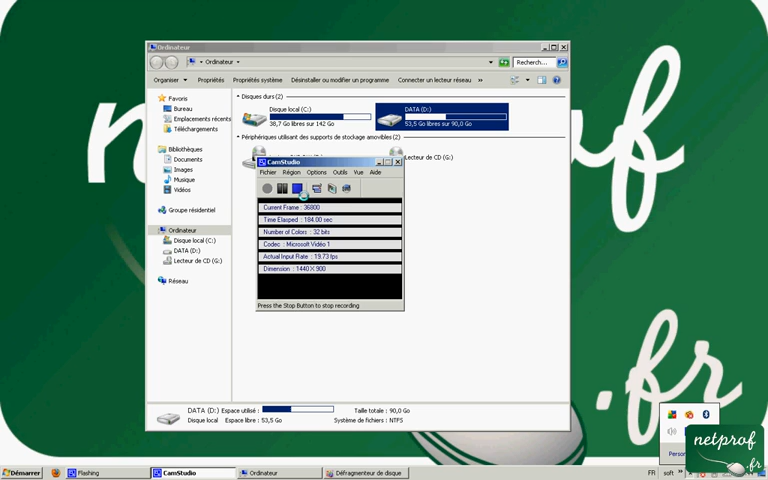 Ordinateur
Ordinateur
Recherc...
Organiser
Propriétés
Propriétés système
Désinstaller ou modifier un programme
Connecter un lecteur réseau
»
Favoris
Bureau
Emplacements récents
Téléchargements
Bibliothèques
Documents
Images
Musique
Vidéos
Groupe résidentiel
Ordinateur
Disque local (C:)
DATA (D:)
Lecteur de CD (G:)
Réseau
Disques durs (2)
Disque local (C:)
38,7 Go libres sur 142 Go
DATA (D:)
53,5 Go libres sur 90,0 Go
Périphériques utilisant des supports de stockage amovibles (2)
Lecteur de CD (G:)
CamStudio
Fichier Région Options Outils Vue Aide
Current Frame : 36800
Time Elasped : 184.00 sec
Number of Colors : 32 bits
Codec : Microsoft Vidéo 1
Actual Input Rate : 19.73 fps
Dimension : 1440 X 900
Press the Stop Button to stop recording
DATA (D:) Espace utilisé :
Taille totale : 90,0 Go
Disque local Espace libre : 53,5 Go
Système de fichiers : NTFS
.fr
Person
netprof
.fr
Démarrer
Flashing
CamStudio
Ordinateur
Défragmenteur de disque
FR
soft »